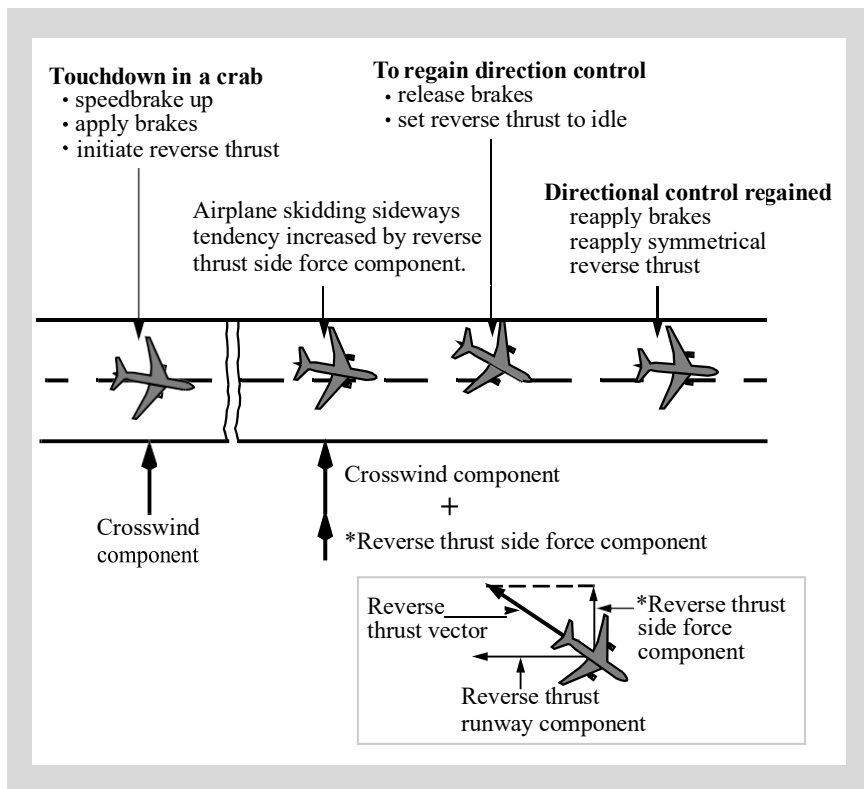 Touchdown in a crab
• speedbrake up
• apply brakes
• initiate reverse thrust
To regain direction control
• release brakes
• set reverse thrust to idle
Airplane skidding sideways
tendency increased by reverse
thrust side force component.
Directional control regained
reapply brakes
reapply symmetrical
reverse thrust
Crosswind
component
Crosswind component
+
*Reverse thrust side force component
Reverse
thrust vector
*Reverse thrust
side force
component
Reverse thrust
runway component